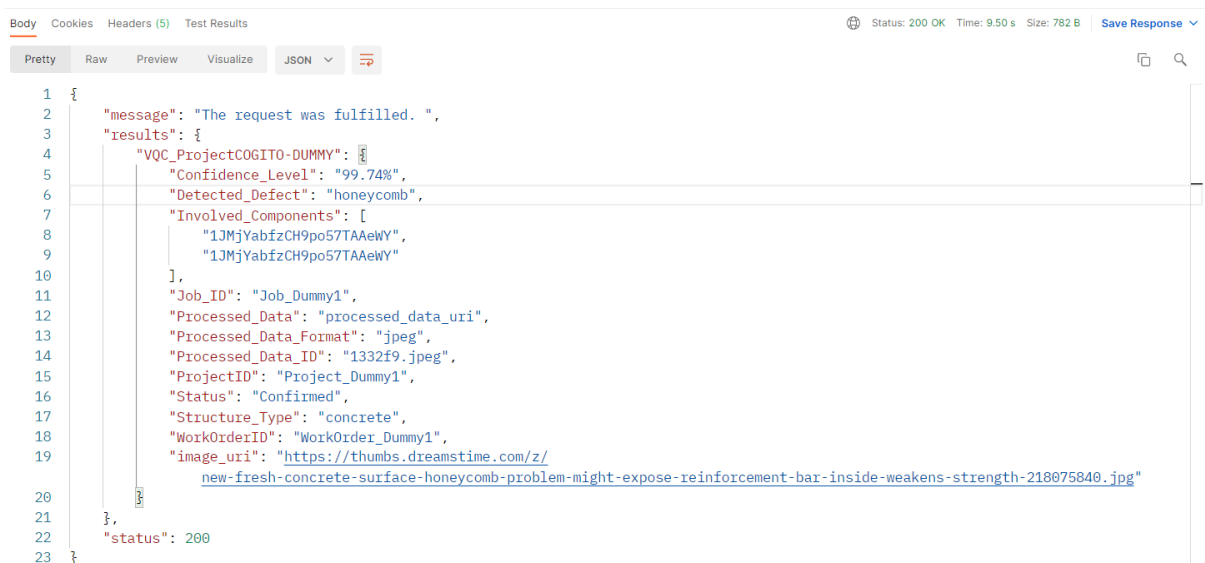 Body Cookies Headers (5) Test Results Status: 200 OK Time: 9.50 s Size: 782 B Save Response
Pretty Raw Preview Visualize JSON
1 {
2 "message": "The request was fulfilled. ",
3 "results": {
4 "VQC_ProjectCOGITO-DUMMY": {
5 "Confidence_Level": "99.74%",
6 "Detected_Defect": "honeycomb",
7 "Involved_Components": [
8 "1JMjYabfzCH9po57TAAeWY",
9 "1JMjYabfzCH9po57TAAeWY"
10 ],
11 "Job_ID": "Job_Dummy1",
12 "Processed_Data": "processed_data_uri",
13 "Processed_Data_Format": "jpeg",
14 "Processed_Data_ID": "1332f9.jpeg",
15 "ProjectID": "Project_Dummy1",
16 "Status": "Confirmed",
17 "Structure_Type": "concrete",
18 "WorkOrderID": "WorkOrder_Dummy1",
19 "image_uri": "https://thumbs.dreamstime.com/z/
new-fresh-concrete-surface-honeycomb-problem-might-expose-reinforcement-bar-inside-weakens-strength-218075840.jpg"
20 }
21 },
22 "status": 200
23 }